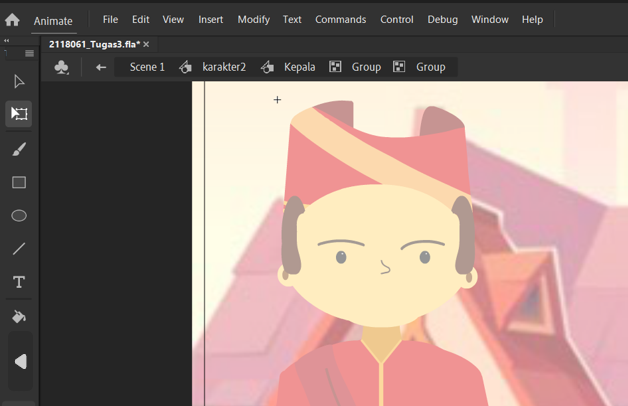 Animate File Edit View Insert Modify Text Commands Control Debug Window Help
2118061_Tugas3.fla*
Scene 1 karakter2 Kepala Group Group
T